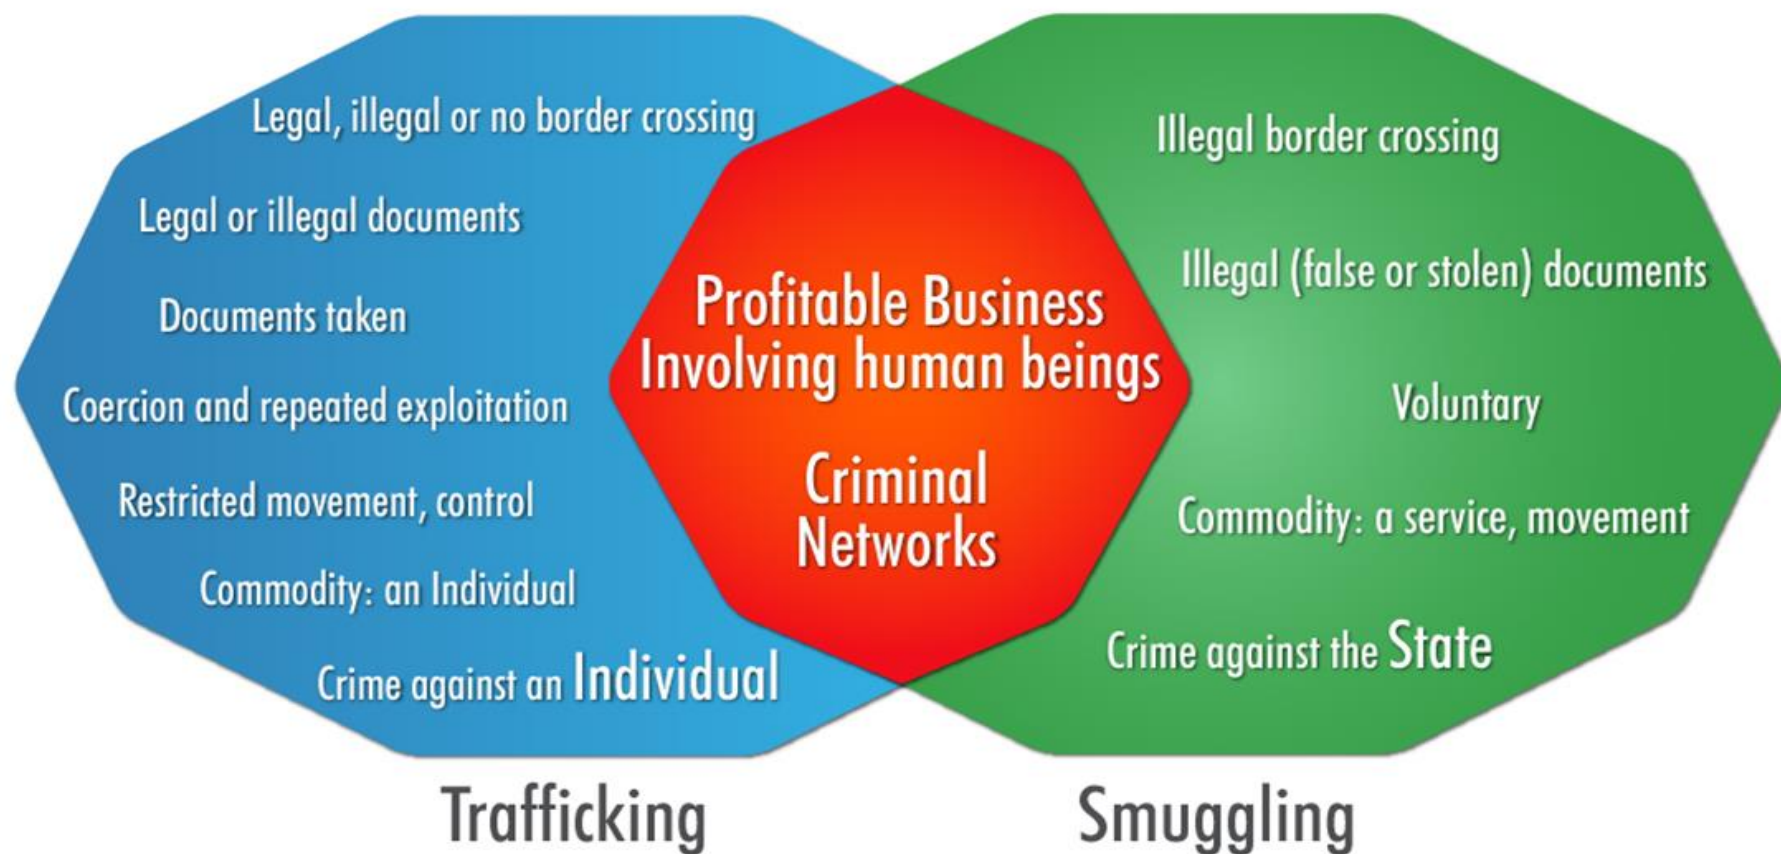 Legal, illegal or no border crossing
Legal or illegal documents
Documents taken
Coercion and repeated exploitation
Restricted movement, control
Commodity: an Individual
Crime against an Individual
Profitable Business
Involving human beings
Criminal
Networks
Illegal border crossing
Illegal (false or stolen) documents
Voluntary
Commodity: a service, movement
Crime against the State
Trafficking
Smuggling